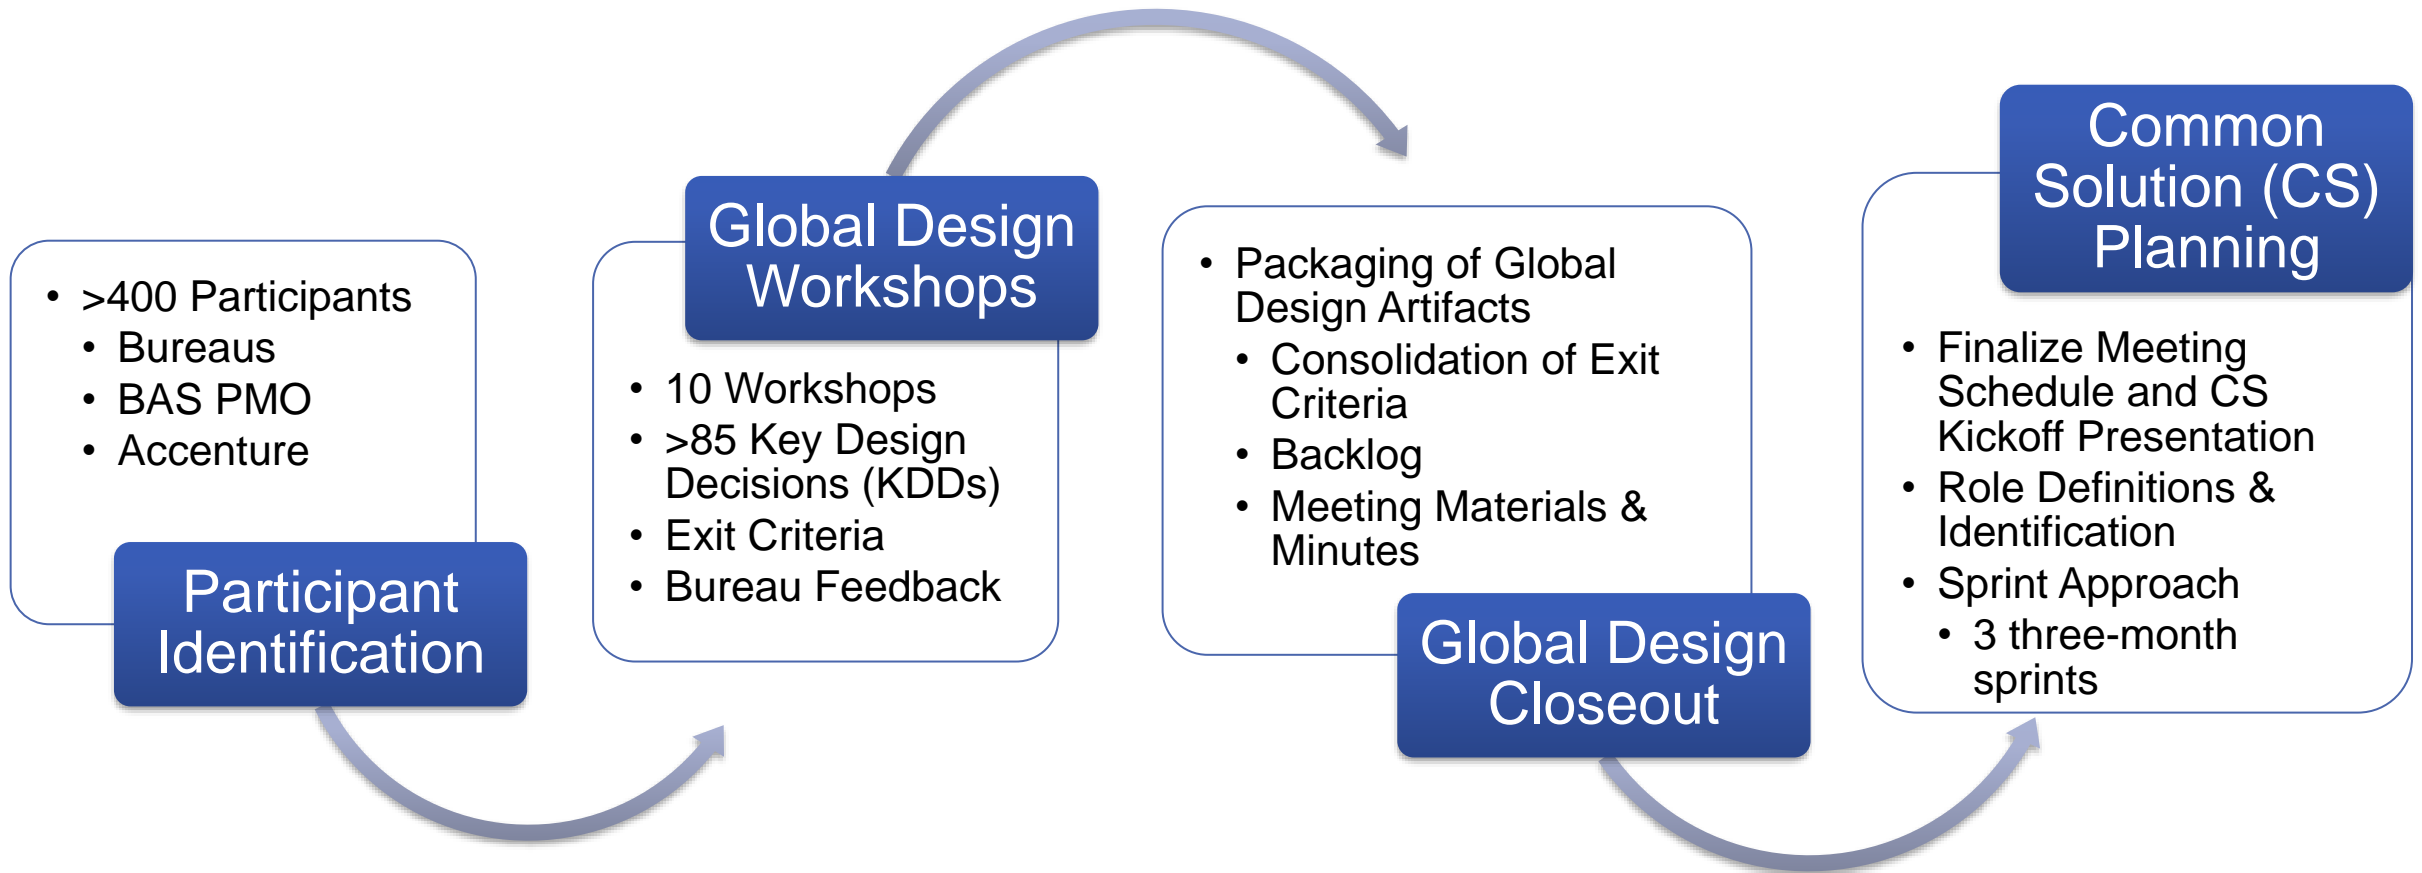 • >400 Participants
• Bureaus
• BAS PMO
• Accenture
Participant
Identification
Global Design
Workshops
• 10 Workshops
• >85 Key Design
Decisions (KDDs)
• Exit Criteria
• Bureau Feedback
• Packaging of Global
Design Artifacts
• Consolidation of Exit
Criteria
• Backlog
• Meeting Materials &
Minutes
Global Design
Closeout
Common
Solution (CS)
Planning
• Finalize Meeting
Schedule and CS
Kickoff Presentation
• Role Definitions &
Identification
• Sprint Approach
• 3 three-month
sprints